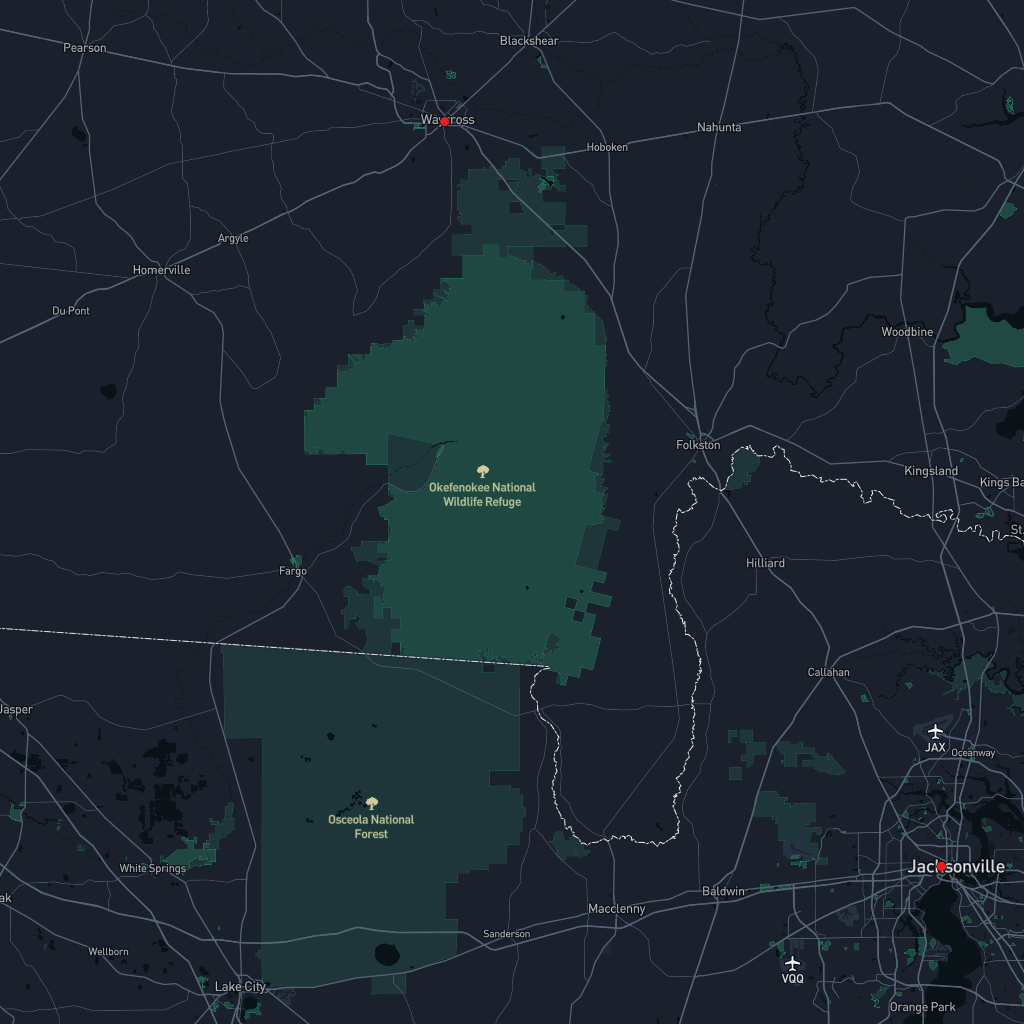 Blackshear
Pearson
Waycross
Nahunta
Hoboken
Argyle
Homerville
Du Pont
Woodbine
Folkston
Kingsland
Kings Ba
Okefenokee National
Wildlife Refuge
St.
Hilliard
Fargo
Callahan
Jasper
JAX
Oceanway
Osceola National
Forest
White Springs
Jacksonville
Baldwin
ak
Macclenny
Sanderson
Wellborn
VQQ
Lake City
Orange Park